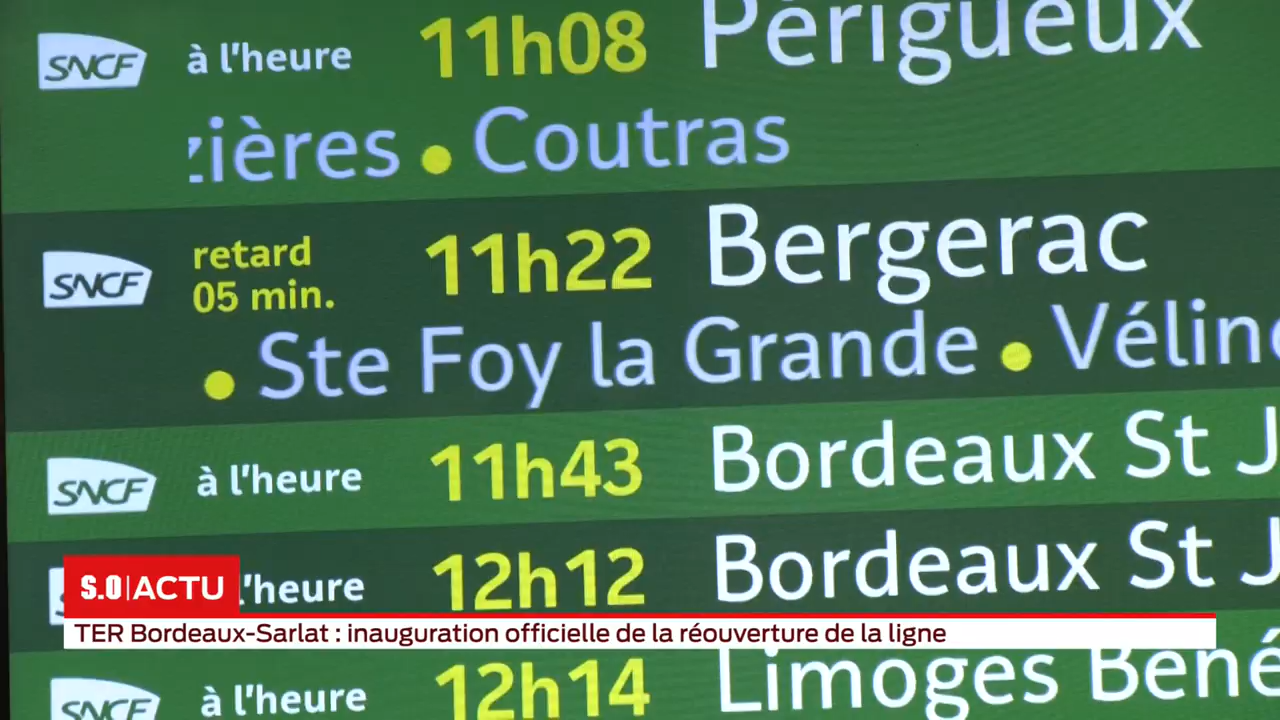 SNCF à l'heure 11h08 Périgueux
zières • Coutras
SNCF retard 05 min. 11h22 Bergerac
• Ste Foy la Grande • Vélin
SNCF à l'heure 11h43 Bordeaux St J
'heure 12h12 Bordeaux St J
S.O|ACTU
TER Bordeaux-Sarlat : inauguration officielle de la réouverture de la ligne
SNCF à l'heure 12h14 Limoges Béné